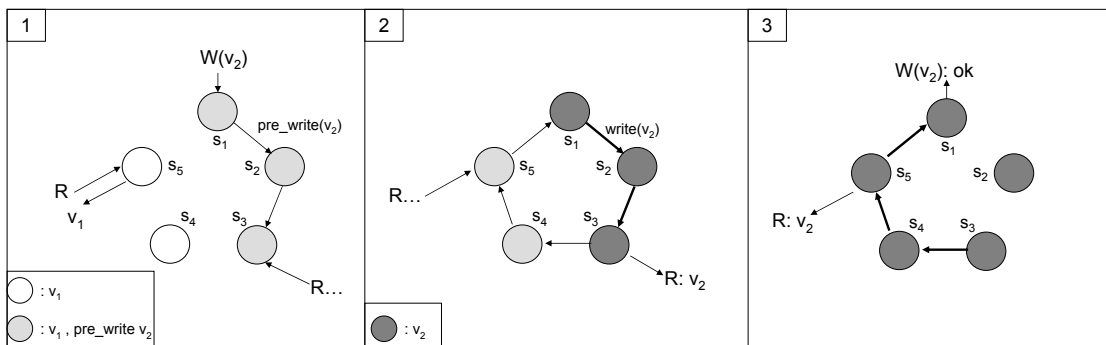 1
W(v2)
pre_write(v2)
s1
s2
s5
R
v1
s4
s3
R...
: v1
: v1 , pre_write v2
2
write(v2)
s1
s2
s5
R...
s4
s3
R: v2
: v2
3
W(v2): ok
s1
s5
s2
R: v2
s4
s3